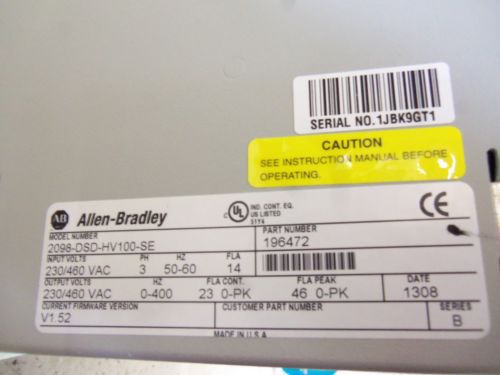 SERIAL NO.1JBK9GT1
CAUTION
SEE INSTRUCTION MANUAL BEFORE
OPERATING.
AB Allen-Bradley
C UL US LISTED
IND. CONT. EQ.
31Y4
MODEL NUMBER
2098-DSD-HV100-SE
PART NUMBER
196472
INPUT VOLTS PH HZ FLA
230/460 VAC 3 50-60 14
OUTPUT VOLTS HZ FLA CONT. FLA PEAK DATE
230/460 VAC 0-400 23 0-PK 46 0-PK 1308
CURRENT FIRMWARE VERSION CUSTOMER PART NUMBER SERIES
V1.52 B
MADE IN U.S.A.